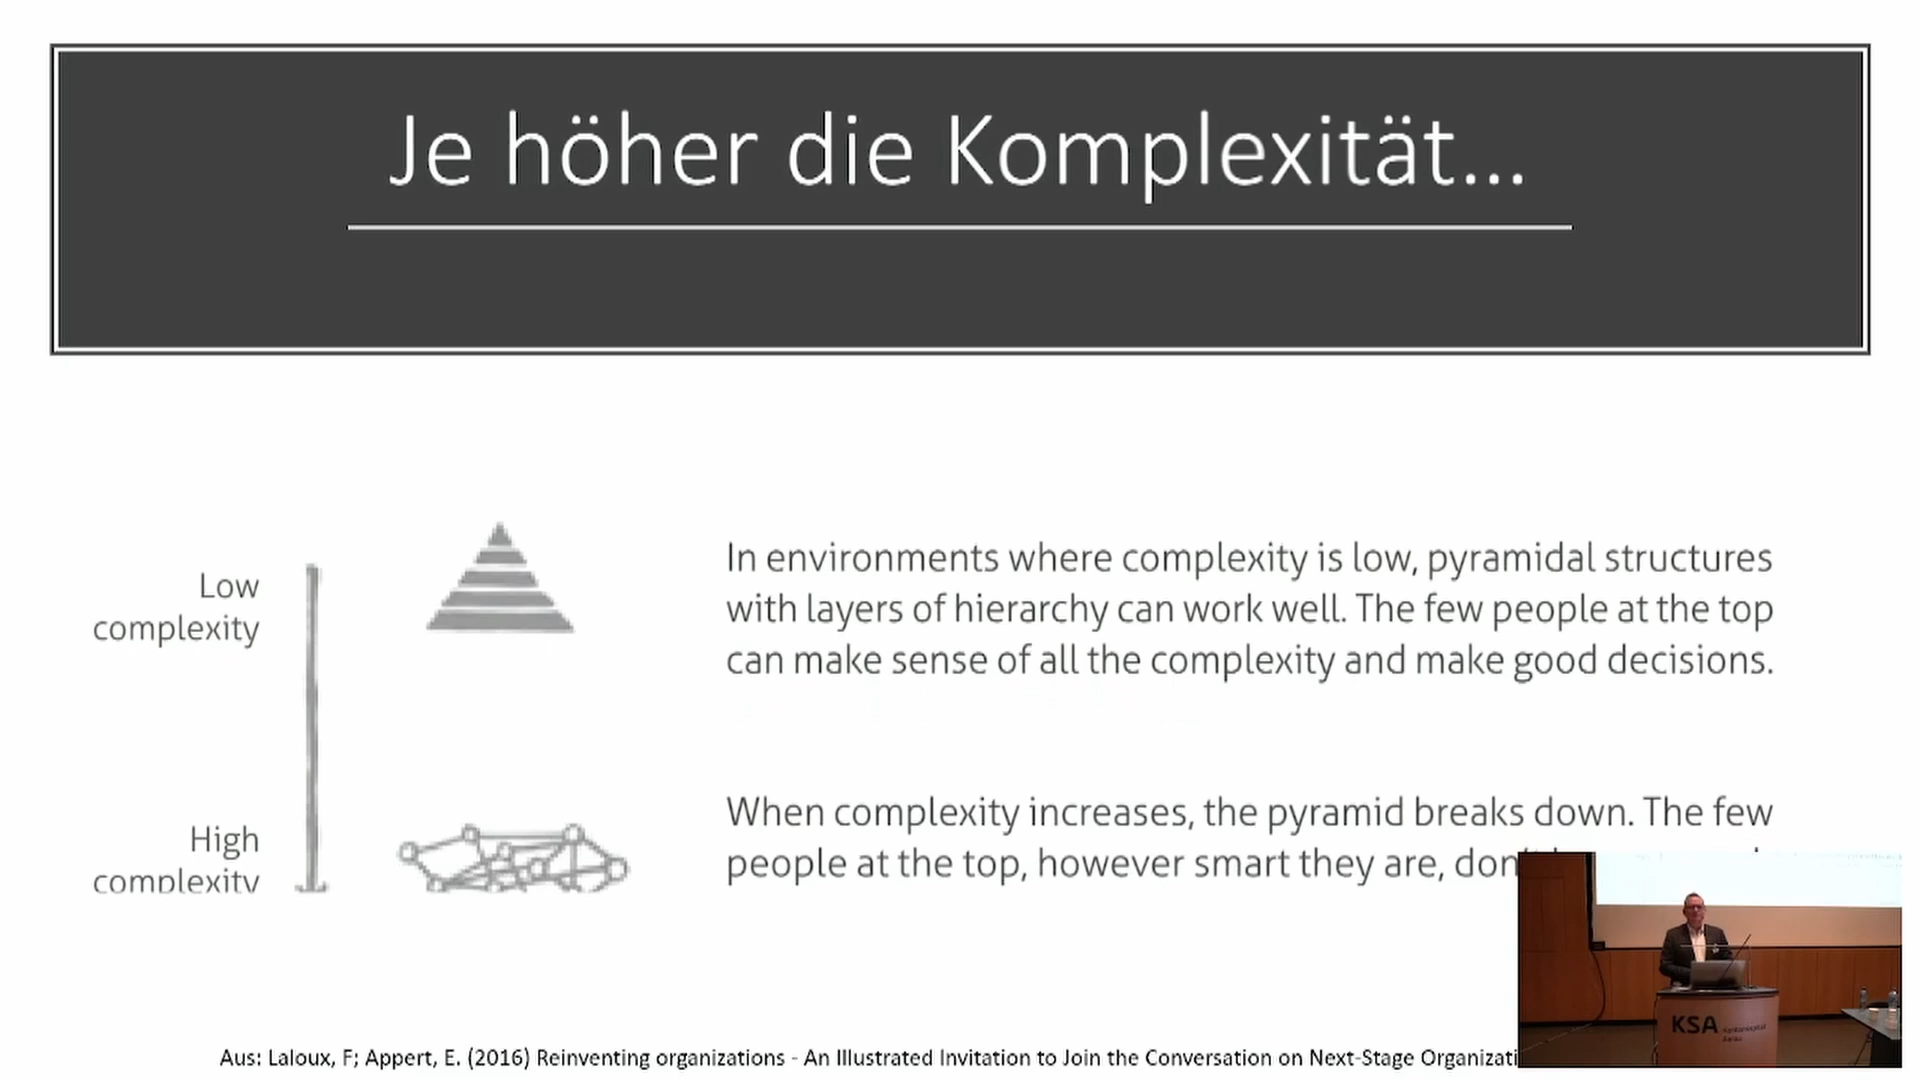 Je höher die Komplexität...
Low
complexity
In environments where complexity is low, pyramidal structures
with layers of hierarchy can work well. The few people at the top
can make sense of all the complexity and make good decisions.
High
complexity
When complexity increases, the pyramid breaks down. The few
people at the top, however smart they are,
Aus: Laloux, F; Appert, E. (2016) Reinventing organizations - An Illustrated Invitation to Join the Conversation on Next-Stage
KSA Kantonsspital
Aarau